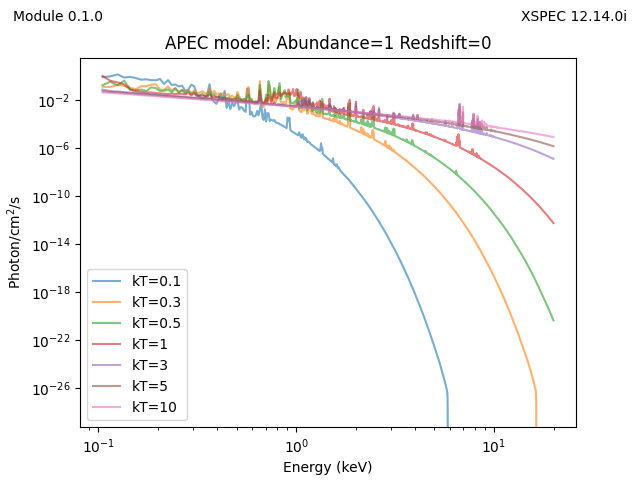 Module 0.1.0
XSPEC 12.14.0i
APEC model: Abundance=1 Redshift=0
Photon/cm²/s
10⁻²
10⁻⁶
10⁻¹⁰
10⁻¹⁴
10⁻¹⁸
10⁻²²
10⁻²⁶
kT=0.1
kT=0.3
kT=0.5
kT=1
kT=3
kT=5
kT=10
10⁻¹ 10⁰ 10¹
Energy (keV)